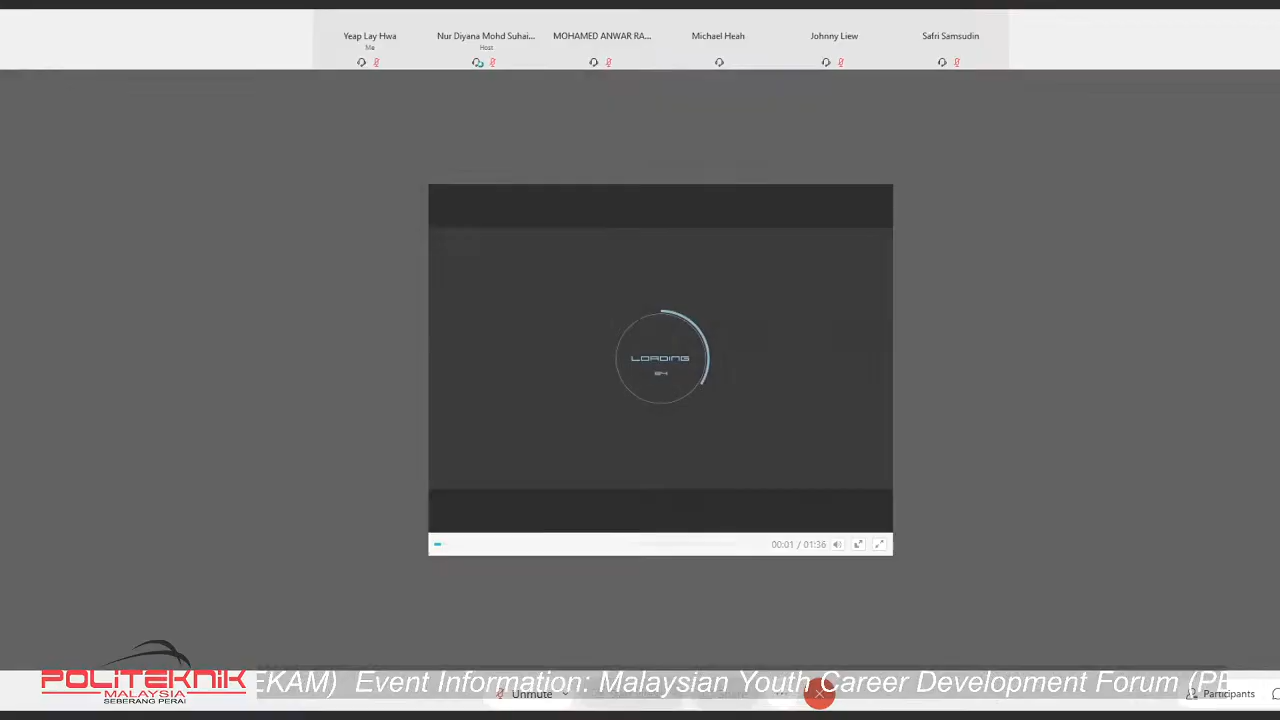 Yeap Lay Hwa
Me
Nur Diyana Mohd Suhai...
Host
MOHAMED ANWAR RA...
Michael Heah
Johnny Liew
Safri Samsudin
LOADING
64
00:01 / 01:36
POLITEKNIK
MALAYSIA
SEBERANG PERAI
EKAM) Event Information: Malaysian Youth Career Development Forum (PE
Unmute
Participants